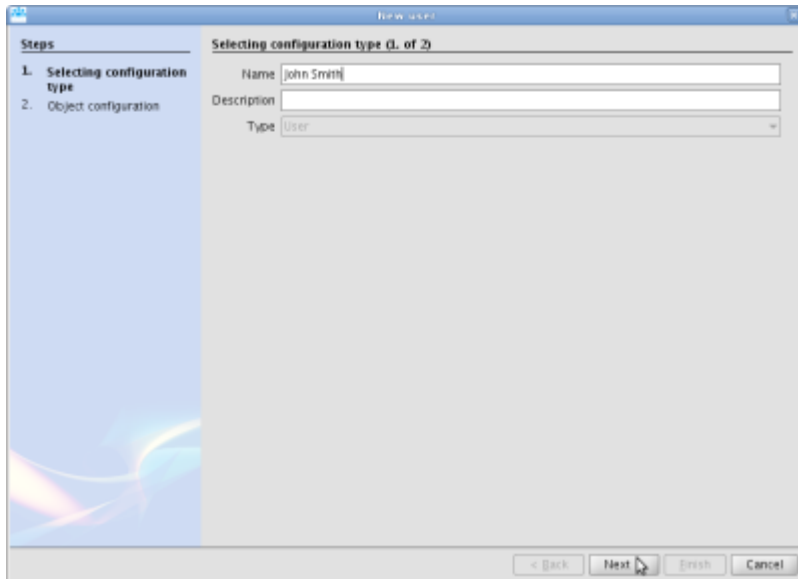 New user
Steps
1. Selecting configuration
type
2. Object configuration
Selecting configuration type (1. of 2)
Name John Smith
Description
Type User
< Back
Next
Finish
Cancel